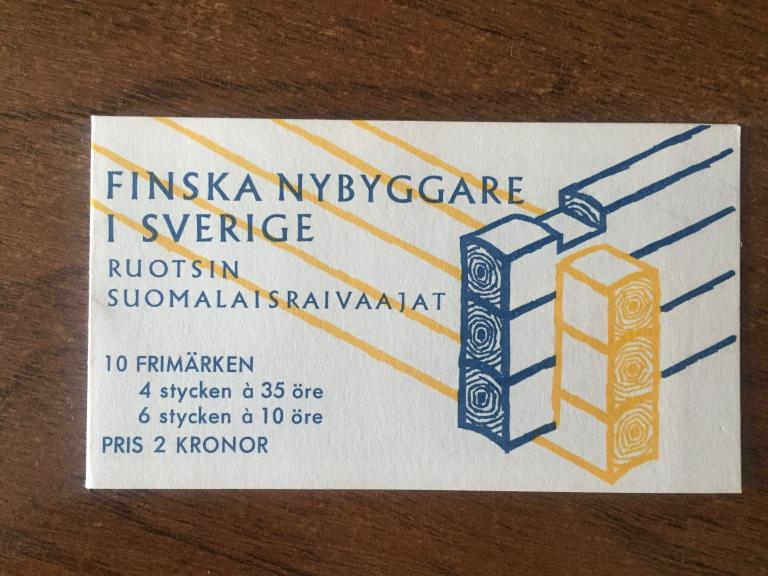 FINSKA NYBYGGARE
I SVERIGE
RUOTSIN
SUOMALAISRAIVAAJAT
10 FRIMÄRKEN
4 stycken à 35 öre
6 stycken à 10 öre
PRIS 2 KRONOR